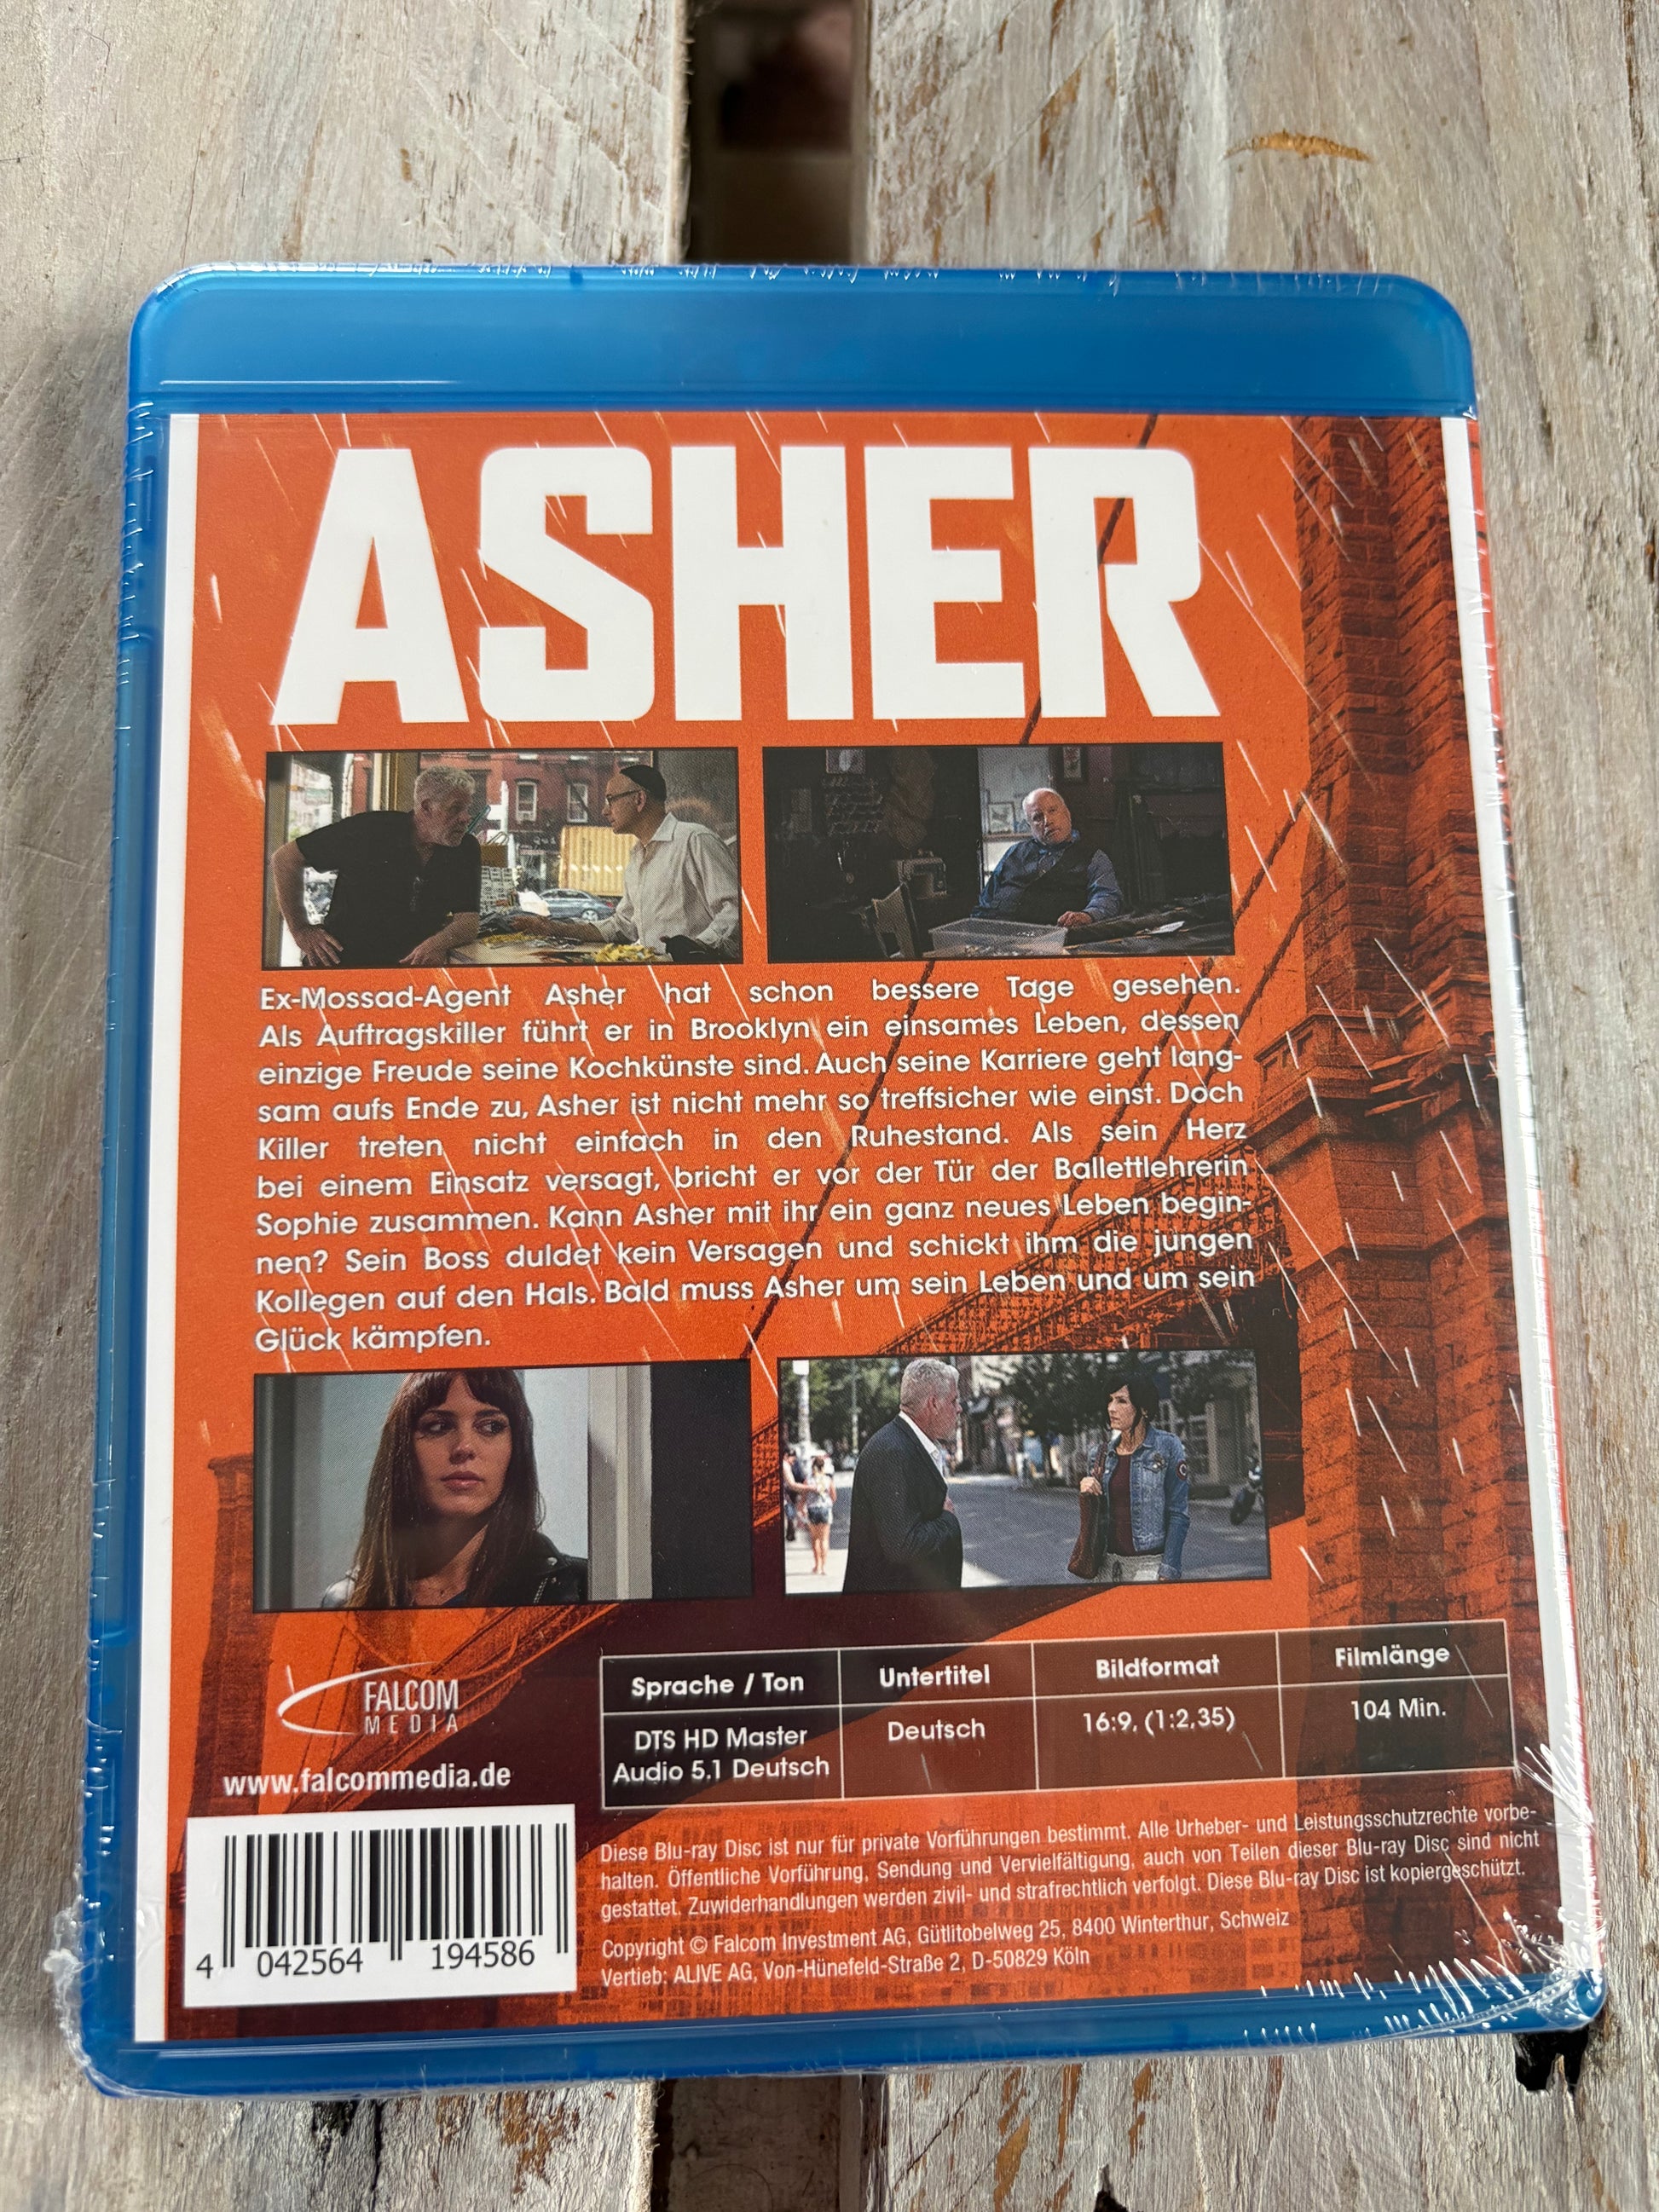 ASHER
Ex-Mossad-Agent Asher hat schon bessere Tage gesehen.
Als Auftragskiller führt er in Brooklyn ein einsames Leben, dessen
einzige Freude seine Kochkünste sind. Auch seine Karriere geht lang-
sam aufs Ende zu, Asher ist nicht mehr so treffsicher wie einst. Doch
Killer treten nicht einfach in den Ruhestand. Als sein Herz
bei einem Einsatz versagt, bricht er vor der Tür der Ballettlehrerin
Sophie zusammen. Kann Asher mit ihr ein ganz neues Leben begin-
nen? Sein Boss duldet kein Versagen und schickt ihm die jungen
Kollegen auf den Hals. Bald muss Asher um sein Leben und um sein
Glück kämpfen.
FALCOM
MEDIA
www.falcommedia.de
Sprache / Ton Untertitel Bildformat Filmlänge
DTS HD Master Deutsch 16:9, (1:2,35) 104 Min.
Audio 5.1 Deutsch
Diese Blu-ray Disc ist nur für private Vorführungen bestimmt. Alle Urheber- und Leistungsschutzrechte vorbe-
halten. Öffentliche Vorführung, Sendung und Vervielfältigung, auch von Teilen dieser Blu-ray Disc sind nicht
gestattet. Zuwiderhandlungen werden zivil- und strafrechtlich verfolgt. Diese Blu-ray Disc ist kopiergeschützt.
Copyright © Falcom Investment AG, Gütlitobelweg 25, 8400 Winterthur, Schweiz
Vertieb: ALIVE AG, Von-Hünefeld-Straße 2, D-50829 Köln
4 042564 194586